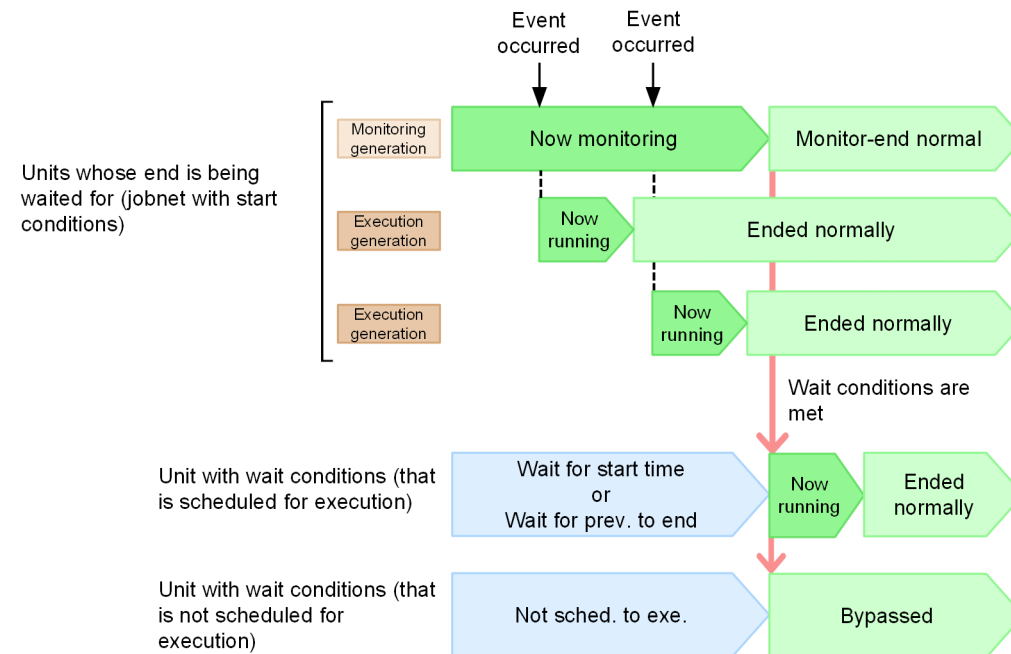 Event
occurred
Event
occurred
Monitoring
generation
Now monitoring
Monitor-end normal
Units whose end is being
waited for (jobnet with start
conditions)
Execution
generation
Now
running
Ended normally
Execution
generation
Now
running
Ended normally
Wait conditions are
met
Unit with wait conditions (that
is scheduled for execution)
Wait for start time
or
Wait for prev. to end
Now
running
Ended
normally
Unit with wait conditions (that
is not scheduled for
execution)
Not sched. to exe.
Bypassed